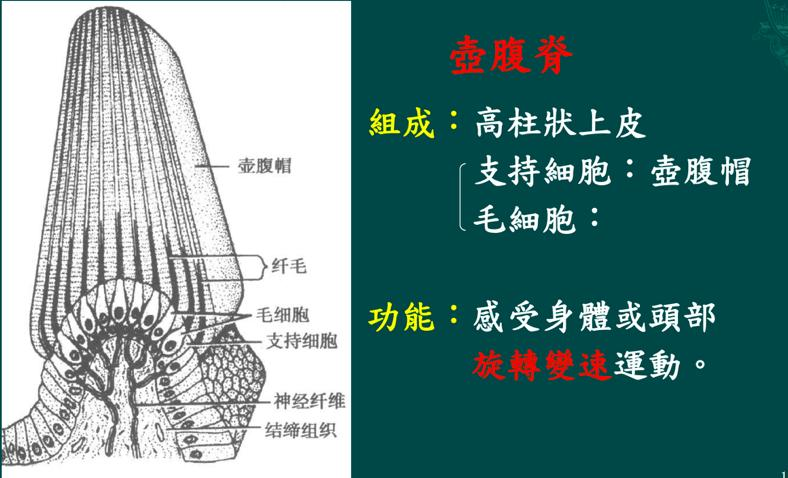 壺腹脊
組成：高柱狀上皮
支持細胞：壺腹帽
毛細胞：
功能：感受身體或頭部
旋轉變速運動。
壶腹帽
纤毛
毛细胞
支持细胞
神经纤维
结缔组织
1